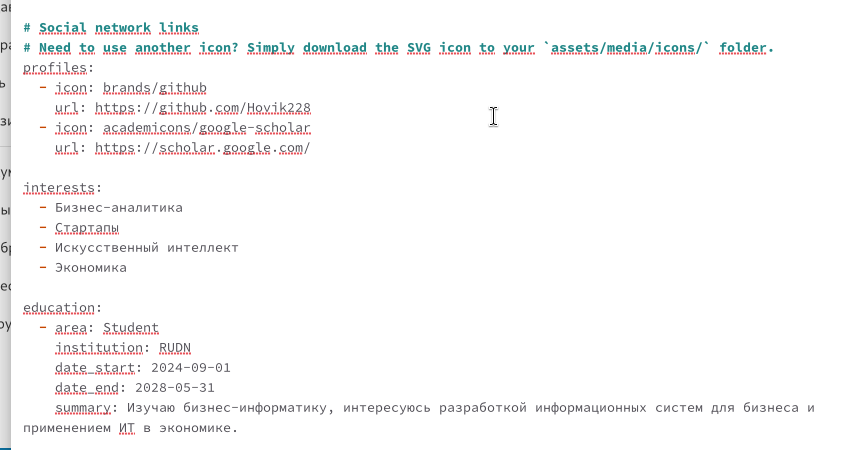 # Social network links
# Need to use another icon? Simply download the SVG icon to your `assets/media/icons/` folder.
profiles:
  - icon: brands/github
    url: https://github.com/Hovik228
  - icon: academicons/google-scholar
    url: https://scholar.google.com/

interests:
  - Бизнес-аналитика
  - Стартапы
  - Искусственный интеллект
  - Экономика

education:
  - area: Student
    institution: RUDN
    date_start: 2024-09-01
    date_end: 2028-05-31
    summary: Изучаю бизнес-информатику, интересуюсь разработкой информационных систем для бизнеса и
применением ИТ в экономике.